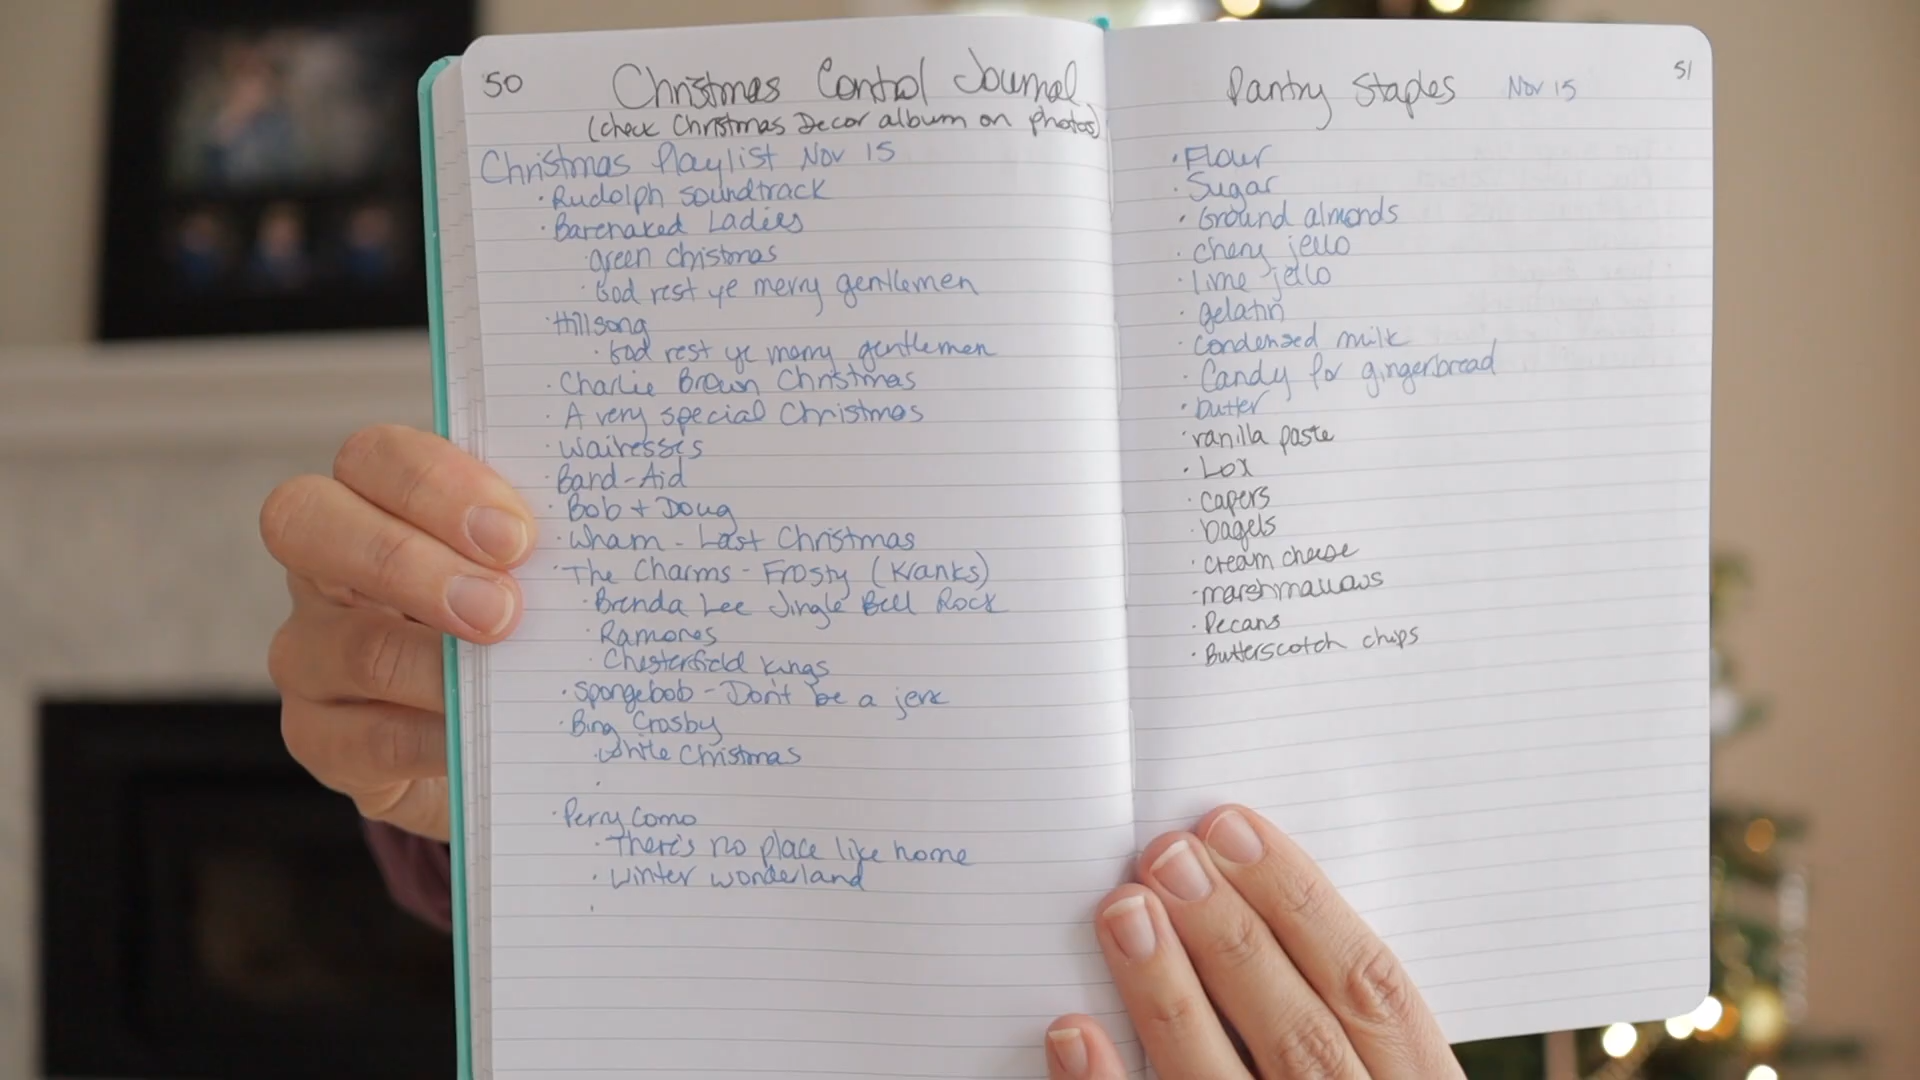 50
Christmas Control Journal
(check Christmas Decor album on photos)
Christmas Playlist Nov 15
· Rudolph soundtrack
· Barenaked Ladies
· green christmas
· God rest ye merry gentlemen
· Hillsong
· God rest ye merry gentlemen
· Charlie Brown Christmas
· A very special Christmas
· Waitresses
· Band-Aid
· Bob + Doug
· Wham - Last Christmas
· The Charms - Frosty (Kranks)
· Brenda Lee Jingle Bell Rock
· Ramones
· Chesterfield Kings
· Spongebob - Don't be a jerk
· Bing Crosby
· White Christmas
·
· Perry Como
· There's no place like home
· Winter wonderland
·
51
Pantry Staples Nov 15
· Flour
· Sugar
· Ground almonds
· cherry jello
· lime jello
· gelatin
· condensed milk
· Candy for gingerbread
· butter
· vanilla paste
· Lox
· capers
· bagels
· cream cheese
· marshmallows
· Pecans
· Butterscotch chips